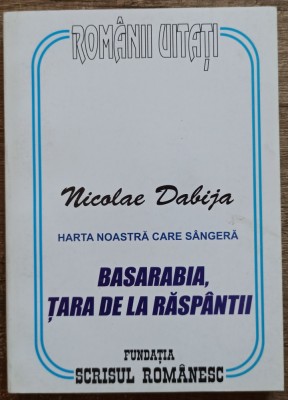 ROMÂNII UITAȚI
Nicolae Dabija
HARTA NOASTRĂ CARE SÂNGERĂ
BASARABIA,
ȚARA DE LA RĂSPÂNTII
FUNDAȚIA
SCRISUL ROMÂNESC